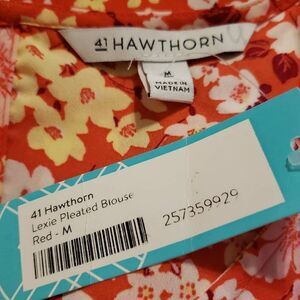 41 HAWTHORN
M
MADE IN
VIETNAM
41 Hawthorn
Lexie Pleated Blouse
Red - M
257359929